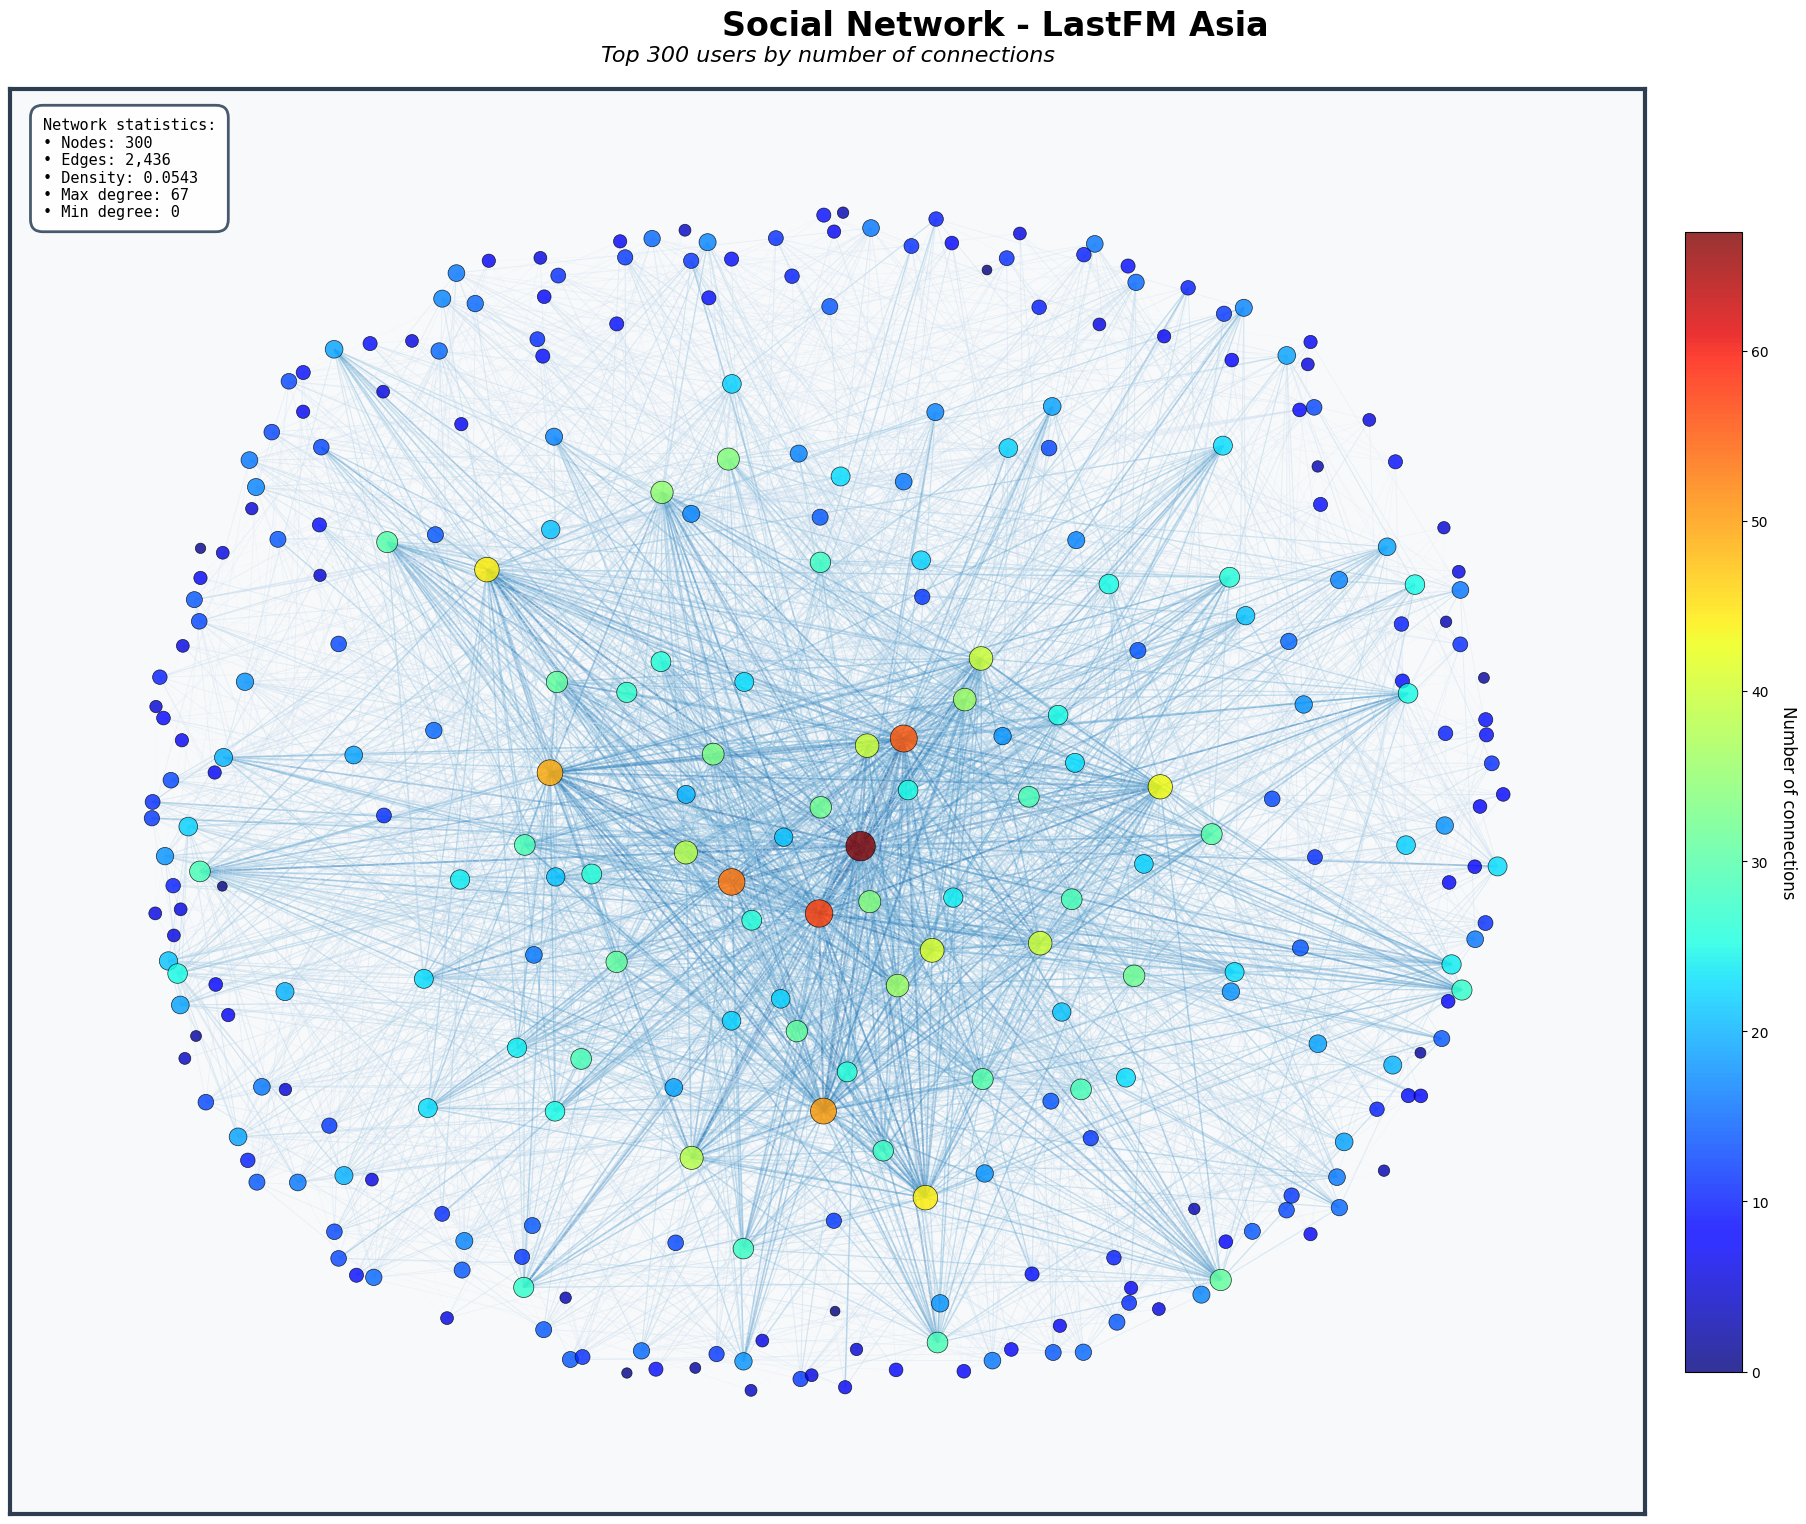 Social Network - LastFM Asia
Top 300 users by number of connections
Network statistics:
• Nodes: 300
• Edges: 2,436
• Density: 0.0543
• Max degree: 67
• Min degree: 0
60
50
40
30
20
10
0
Number of connections